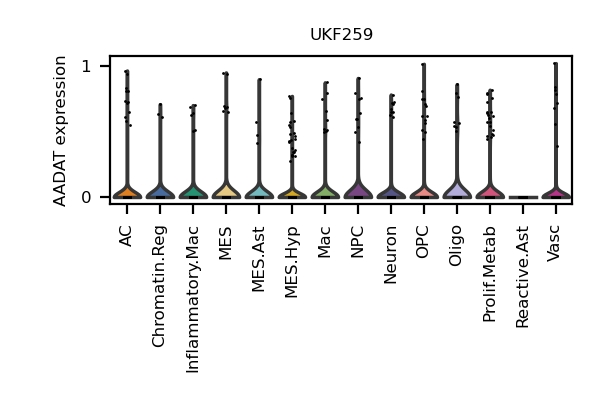 UKF259
AADAT expression
1
0
AC
Chromatin.Reg
Inflammatory.Mac
MES
MES.Ast
MES.Hyp
Mac
NPC
Neuron
OPC
Oligo
Prolif.Metab
Reactive.Ast
Vasc